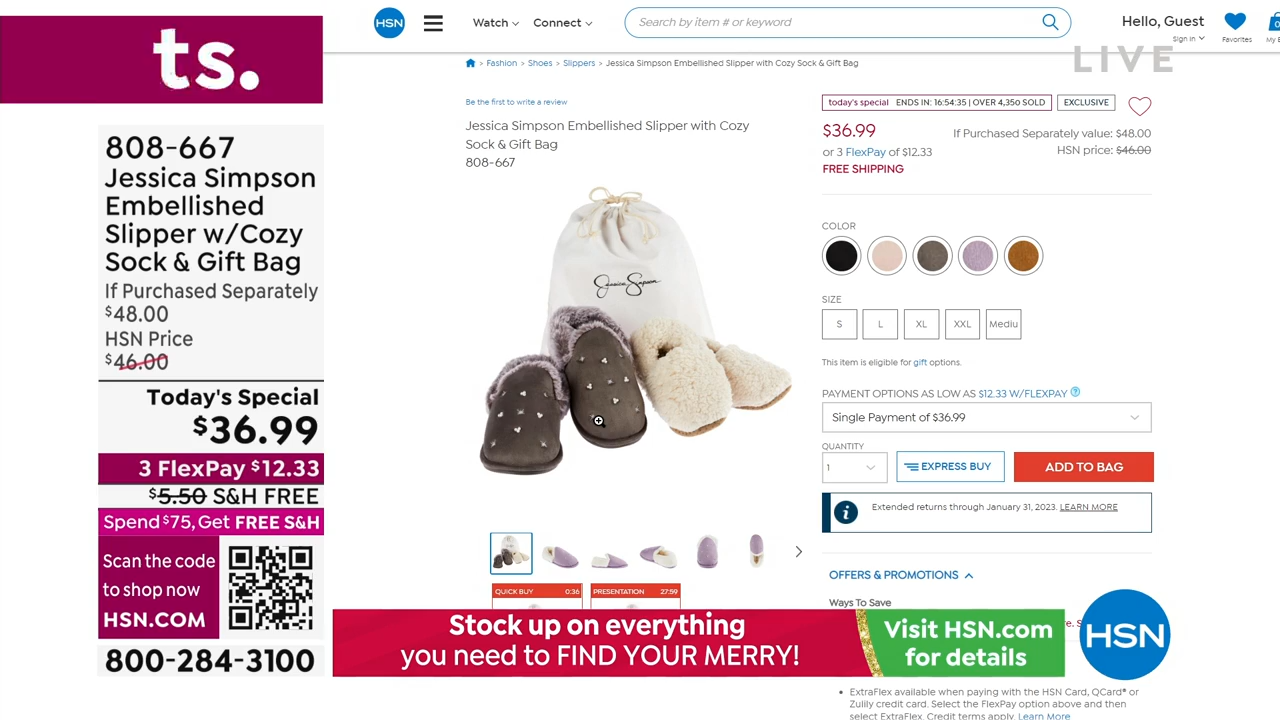 ts.
808-667
Jessica Simpson
Embellished
Slipper w/Cozy
Sock & Gift Bag
If Purchased Separately
$48.00
HSN Price
$46.00
Today's Special
$36.99
3 FlexPay $12.33
$5.50 S&H FREE
Spend $75, Get FREE S&H
Scan the code
to shop now
HSN.COM
800-284-3100
HSN
Watch
Connect
Search by item # or keyword
Hello, Guest
Sign In
Favorites
0
LIVE
> Fashion > Shoes > Slippers > Jessica Simpson Embellished Slipper with Cozy Sock & Gift Bag
Be the first to write a review
Jessica Simpson Embellished Slipper with Cozy
Sock & Gift Bag
808-667
Jessica Simpson
QUICK BUY 0:36
PRESENTATION 27:59
today's special ENDS IN: 16:54:35 | OVER 4,350 SOLD
EXCLUSIVE
$36.99
If Purchased Separately value: $48.00
or 3 FlexPay of $12.33
HSN price: $46.00
FREE SHIPPING
COLOR
SIZE
S L XL XXL Mediu
This item is eligible for gift options.
PAYMENT OPTIONS AS LOW AS $12.33 W/FLEXPAY ?
Single Payment of $36.99
QUANTITY
1
EXPRESS BUY
ADD TO BAG
i
Extended returns through January 31, 2023. LEARN MORE
OFFERS & PROMOTIONS
Ways To Save
Stock up on everything
you need to FIND YOUR MERRY!
Visit HSN.com
for details
HSN
• ExtraFlex available when paying with the HSN Card, QCard® or
Zulily credit card. Select the FlexPay option above and then
select ExtraFlex. Credit terms apply. Learn More